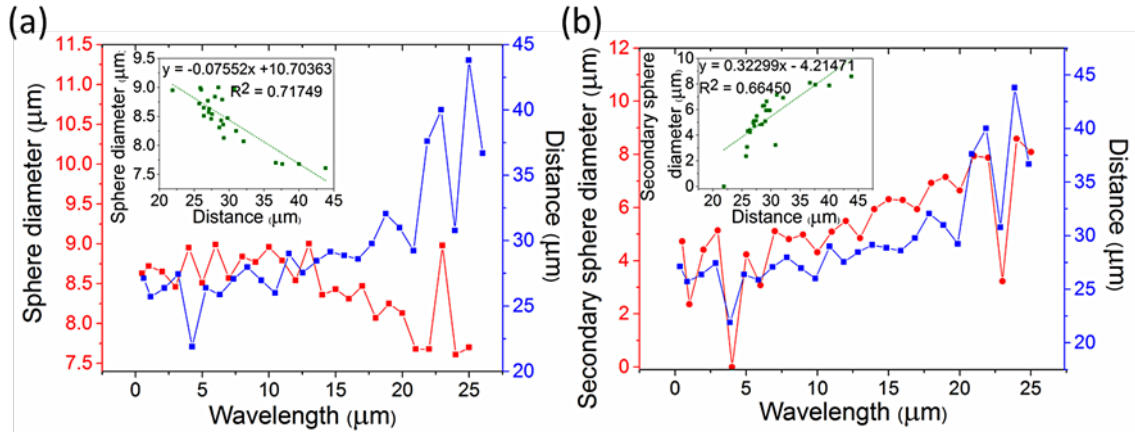 (a)
11.5
11.0
10.5
10.0
9.5
9.0
8.5
8.0
7.5
Sphere diameter (μm)
45
40
35
30
25
20
Distance (μm)
0 5 10 15 20 25
Wavelength (μm)
y = -0.07552x +10.70363
R2 = 0.71749
9.5
9.0
8.5
8.0
7.5
Sphere diameter (μm)
20 25 30 35 40 45
Distance (μm)
(b)
12
10
8
6
4
2
0
Secondary sphere diameter (μm)
45
40
35
30
25
20
Distance (μm)
0 5 10 15 20 25
Wavelength (μm)
y = 0.32299x - 4.21471
R2 = 0.66450
10
8
6
4
2
0
Secondary sphere
diameter (μm)
20 25 30 35 40 45
Distance (μm)